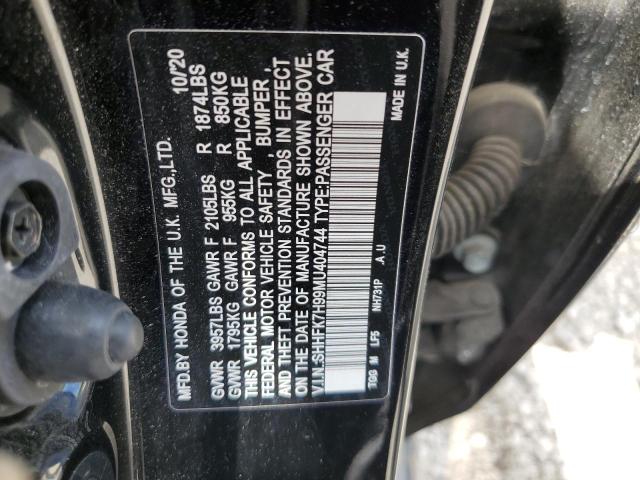 MFD.BY HONDA OF THE U.K. MFG.,LTD. 10/20
GVWR 3957LBS GAWR F 2105LBS R 1874LBS
GVWR 1795KG GAWR F 955KG R 850KG
THIS VEHICLE CONFORMS TO ALL APPLICABLE
FEDERAL MOTOR VEHICLE SAFETY , BUMPER ,
AND THEFT PREVENTION STANDARDS IN EFFECT
ON THE DATE OF MANUFACTURE SHOWN ABOVE.
V.I.N.:SHHFK7H99MU404744 TYPE:PASSENGER CAR
TGG M LF5 NH731P .A.U MADE IN U.K.